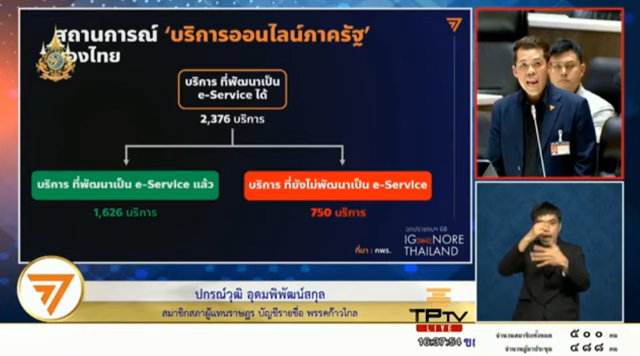 สถานการณ์ ‘บริการออนไลน์ภาครัฐ’
ของไทย
บริการ ที่พัฒนาเป็น
e-Service ได้
2,376 บริการ
บริการ ที่พัฒนาเป็น e-Service แล้ว
1,626 บริการ
บริการ ที่ยังไม่พัฒนาเป็น e-Service
750 บริการ
ที่มา : กพร.
IG NORE
THAILAND
ปกรณ์วุฒิ อุดมพิพัฒน์สกุล
สมาชิกสภาผู้แทนราษฎร บัญชีรายชื่อ พรรคก้าวไกล
TPTV
LIVE
จำนวนสมาชิกทั้งหมด ๕๐๐ คน
จำนวนผู้มาประชุม ๔๘๘ คน